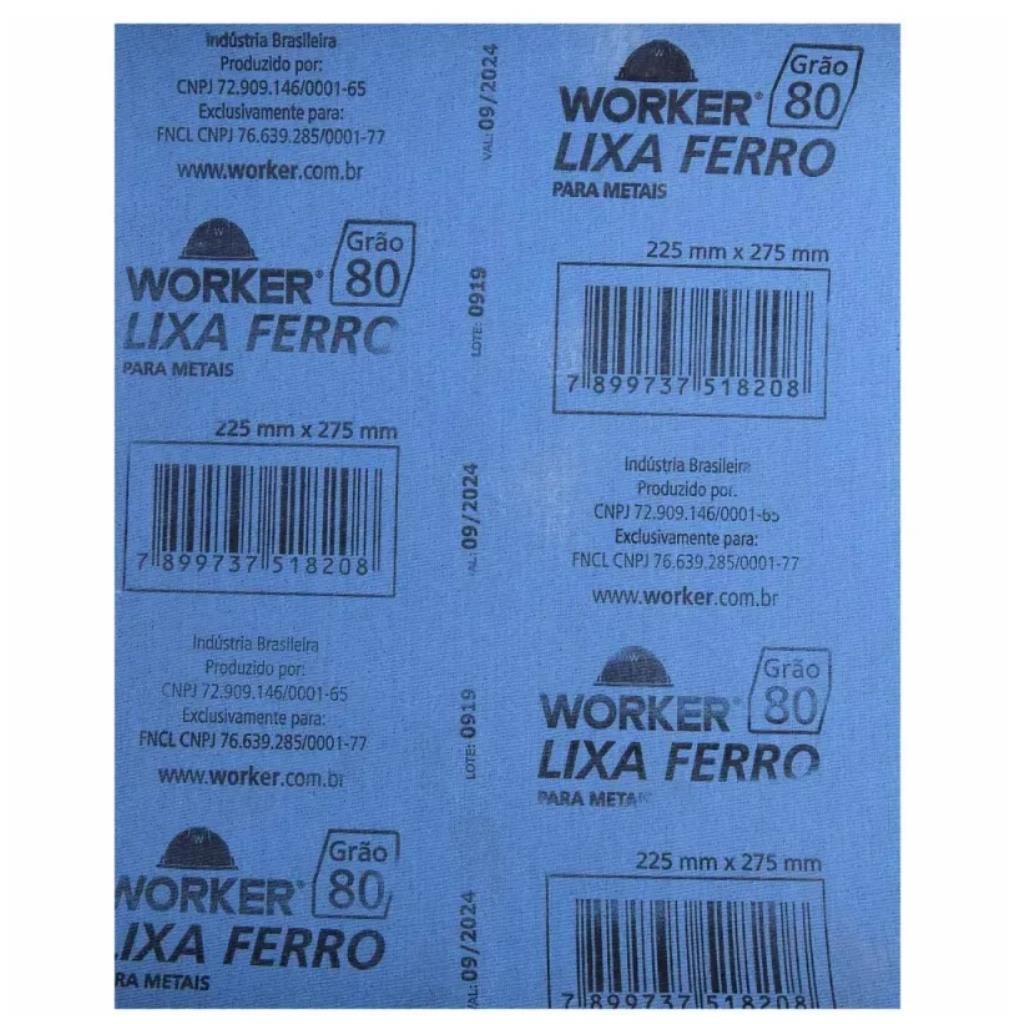 Indústria Brasileira
Produzido por:
CNPJ 72.909.146/0001-65
Exclusivamente para:
FNCL CNPJ 76.639.285/0001-77
www.worker.com.br
W
WORKER®
Grão
80
LIXA FERRO
PARA METAIS
225 mm x 275 mm
7 899737 518208
Indústria Brasileira
Produzido por:
CNPJ 72.909.146/0001-65
Exclusivamente para:
FNCL CNPJ 76.639.285/0001-77
www.worker.com.br
W
WORKER®
Grão
80
LIXA FERRO
RA METAIS
VAL: 09/2024
LOTE: 0919
VAL: 09/2024
LOTE: 0919
VAL: 09/2024
WORKER®
Grão
80
LIXA FERRO
PARA METAIS
225 mm x 275 mm
7 899737 518208
Indústria Brasileira
Produzido por:
CNPJ 72.909.146/0001-65
Exclusivamente para:
FNCL CNPJ 76.639.285/0001-77
www.worker.com.br
W
WORKER®
Grão
80
LIXA FERRO
PARA METAI
225 mm x 275 mm
7 899737 518208